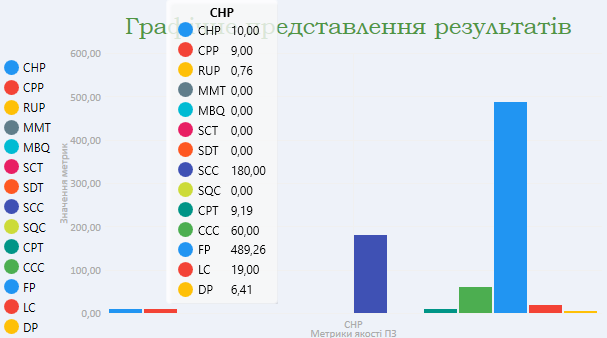 Графічне представлення результатів
CHP
CHP 10,00
CPP 9,00
RUP 0,76
MMT 0,00
MBQ 0,00
SCT 0,00
SDT 0,00
SCC 180,00
SQC 0,00
CPT 9,19
CCC 60,00
FP 489,26
LC 19,00
DP 6,41
CHP
CPP
RUP
MMT
MBQ
SCT
SDT
SCC
SQC
CPT
CCC
FP
LC
DP
Значення метрик
600,00
500,00
400,00
300,00
200,00
100,00
0,00
CHP
Метрики якості ПЗ